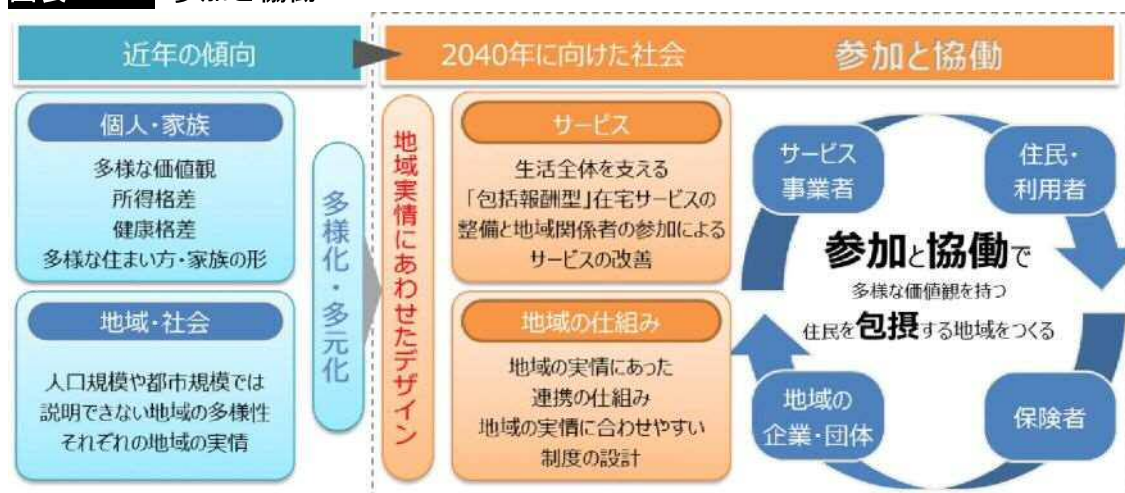 参加と協働
近年の傾向
2040年に向けた社会
参加と協働
個人・家族
多様な価値観
所得格差
健康格差
多様な住まい方・家族の形
地域・社会
人口規模や都市規模では
説明できない地域の多様性
それぞれの地域の実情
多様化・多元化
地域実情にあわせたデザイン
サービス
生活全体を支える
「包括報酬型」在宅サービスの
整備と地域関係者の参加による
サービスの改善
地域の仕組み
地域の実情にあった
連携の仕組み
地域の実情に合わせやすい
制度の設計
サービス
事業者
住民・
利用者
参加と協働で
多様な価値観を持つ
住民を包摂する地域をつくる
地域の
企業・団体
保険者